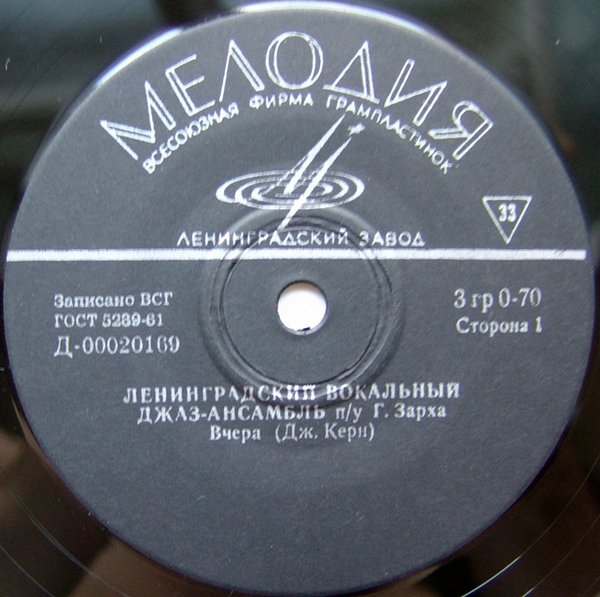 МЕЛОДИЯ
ВСЕСОЮЗНАЯ ФИРМА ГРАМПЛАСТИНОК
33
ЛЕНИНГРАДСКИЙ ЗАВОД
Записано ВСГ
ГОСТ 5289-61
Д-00020169
3 гр 0-70
Сторона 1
ЛЕНИНГРАДСКИЙ ВОКАЛЬНЫЙ
ДЖАЗ-АНСАМБЛЬ п/у Г. Зарха
Вчера (Дж. Керн)